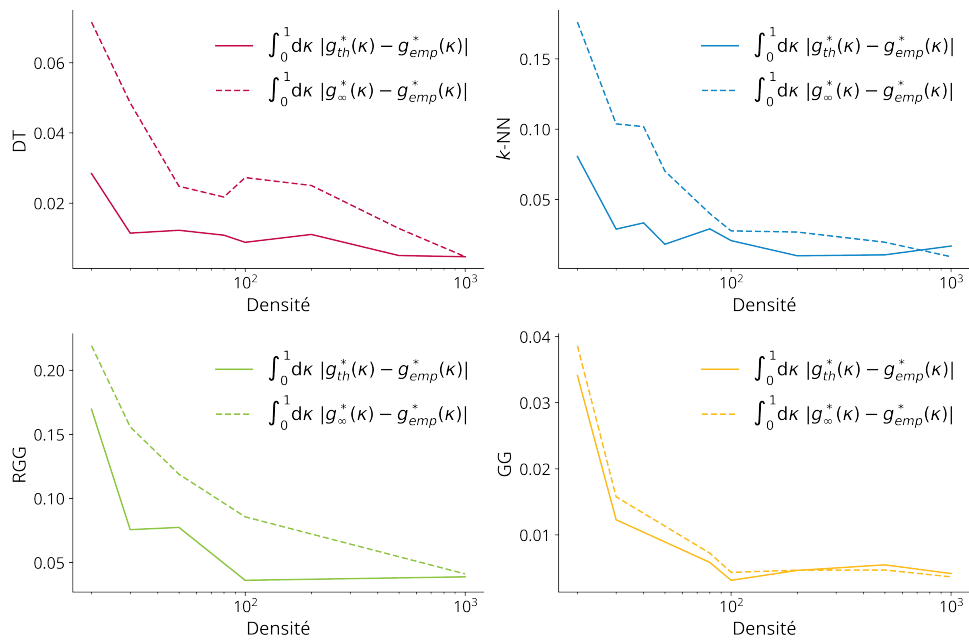 DT
0.06
0.04
0.02
∫₀¹dκ |g*ₜₕ(κ) − g*ₑₘₚ(κ)|
∫₀¹dκ |g*∞(κ) − g*ₑₘₚ(κ)|
10²
10³
Densité
k-NN
0.15
0.10
0.05
∫₀¹dκ |g*ₜₕ(κ) − g*ₑₘₚ(κ)|
∫₀¹dκ |g*∞(κ) − g*ₑₘₚ(κ)|
10²
10³
Densité
RGG
0.20
0.15
0.10
0.05
∫₀¹dκ |g*ₜₕ(κ) − g*ₑₘₚ(κ)|
∫₀¹dκ |g*∞(κ) − g*ₑₘₚ(κ)|
10²
10³
Densité
GG
0.04
0.03
0.02
0.01
∫₀¹dκ |g*ₜₕ(κ) − g*ₑₘₚ(κ)|
∫₀¹dκ |g*∞(κ) − g*ₑₘₚ(κ)|
10²
10³
Densité